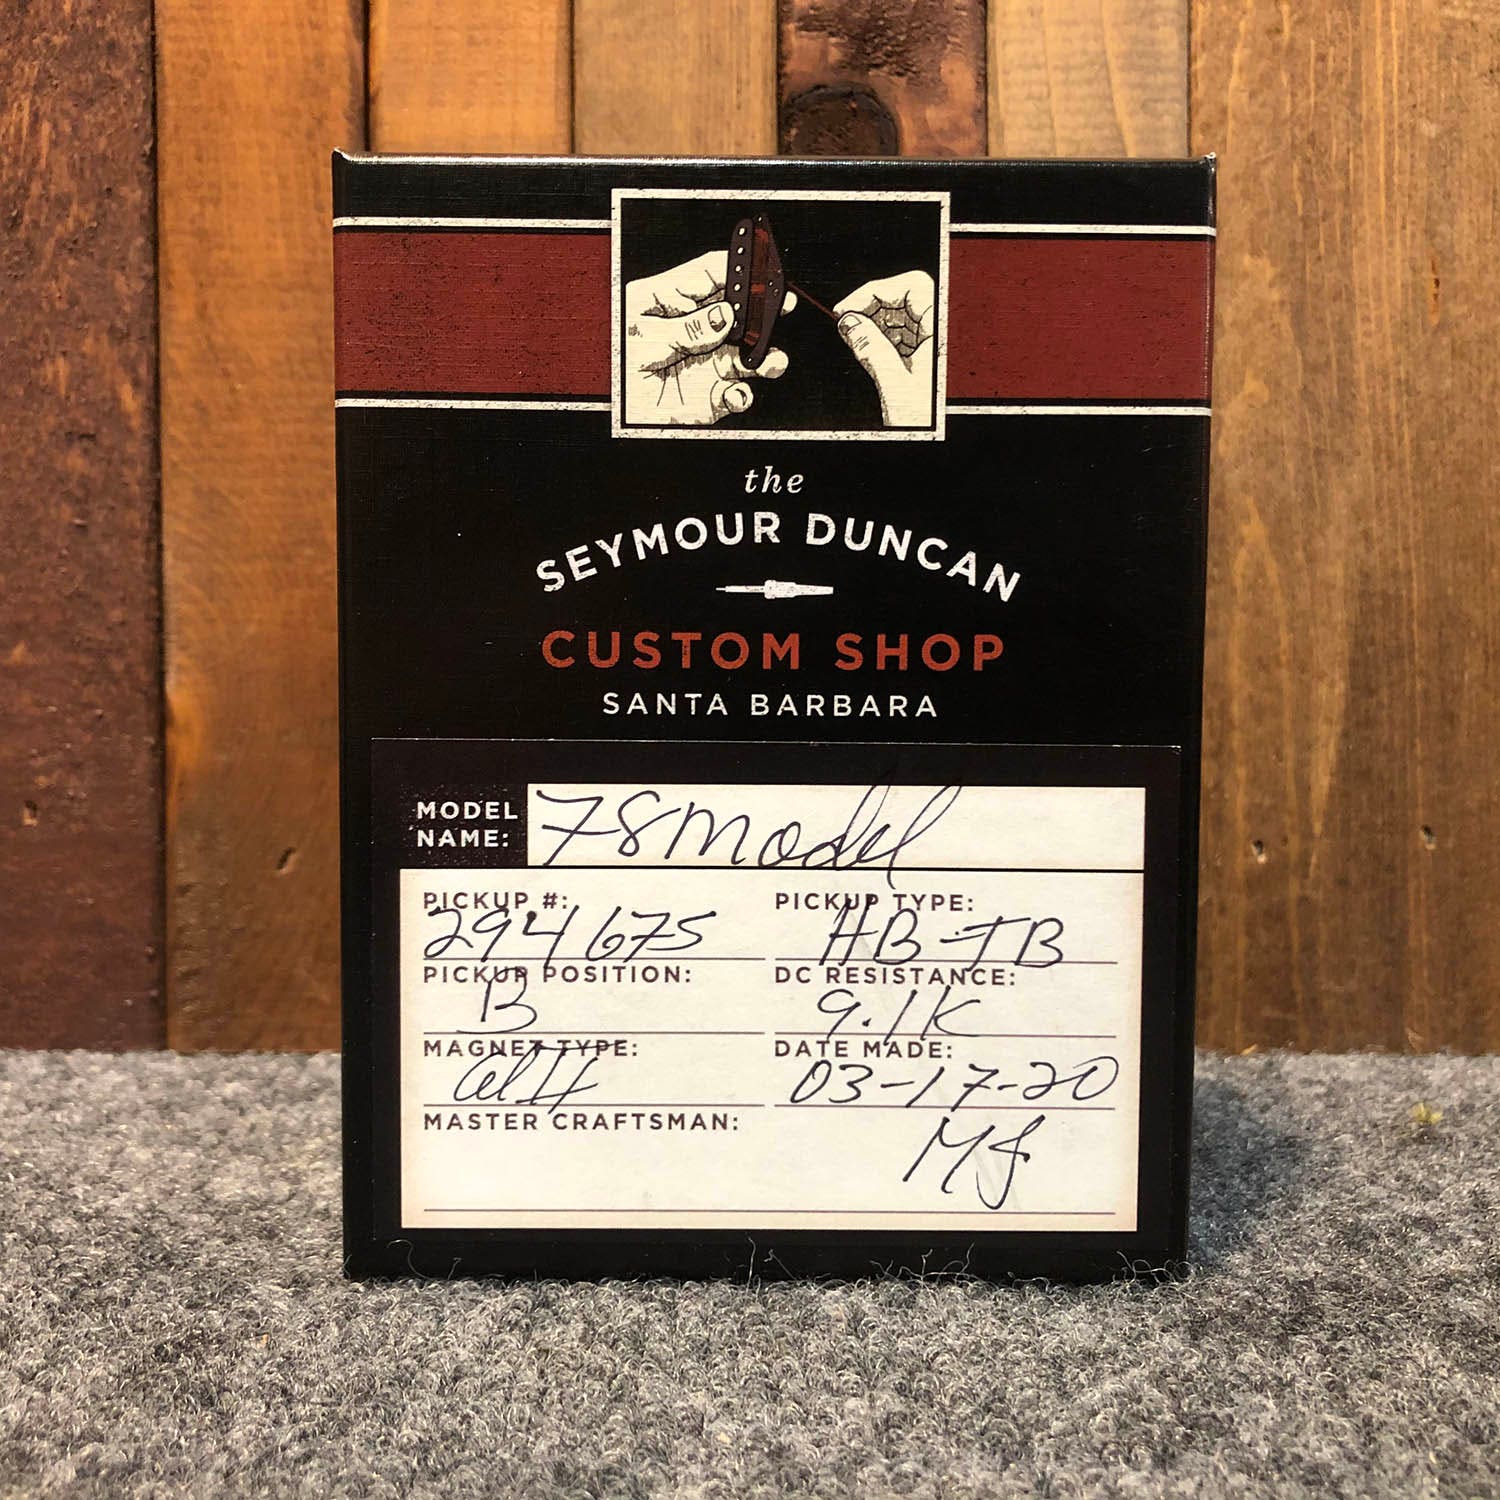 the
SEYMOUR DUNCAN
CUSTOM SHOP
SANTA BARBARA
MODEL NAME: 78 Model
PICKUP #: 294675
PICKUP TYPE: HB-TB
PICKUP POSITION: B
DC RESISTANCE: 9.1K
MAGNET TYPE: Al II
DATE MADE: 03-17-20
MASTER CRAFTSMAN: MJ